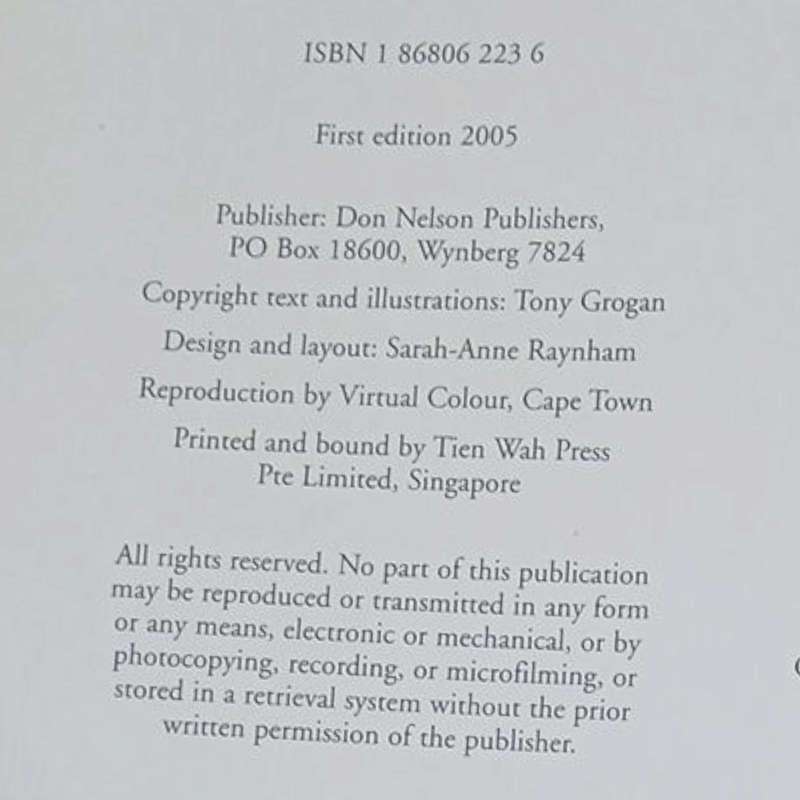 ISBN 1 86806 223 6
First edition 2005
Publisher: Don Nelson Publishers,
PO Box 18600, Wynberg 7824
Copyright text and illustrations: Tony Grogan
Design and layout: Sarah-Anne Raynham
Reproduction by Virtual Colour, Cape Town
Printed and bound by Tien Wah Press
Pte Limited, Singapore
All rights reserved. No part of this publication
may be reproduced or transmitted in any form
or any means, electronic or mechanical, or by
photocopying, recording, or microfilming, or
stored in a retrieval system without the prior
written permission of the publisher.